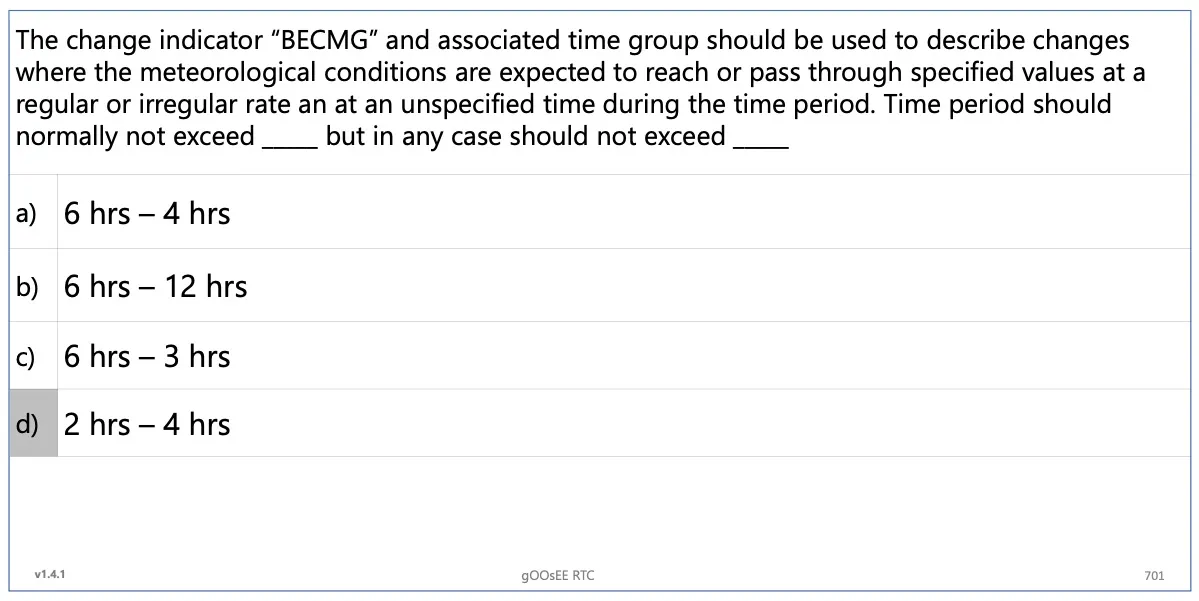 The change indicator “BECMG” and associated time group should be used to describe changes
where the meteorological conditions are expected to reach or pass through specified values at a
regular or irregular rate an at an unspecified time during the time period. Time period should
normally not exceed _____ but in any case should not exceed _____
a) 6 hrs – 4 hrs
b) 6 hrs – 12 hrs
c) 6 hrs – 3 hrs
d) 2 hrs – 4 hrs
v1.4.1 gOOsEE RTC 701